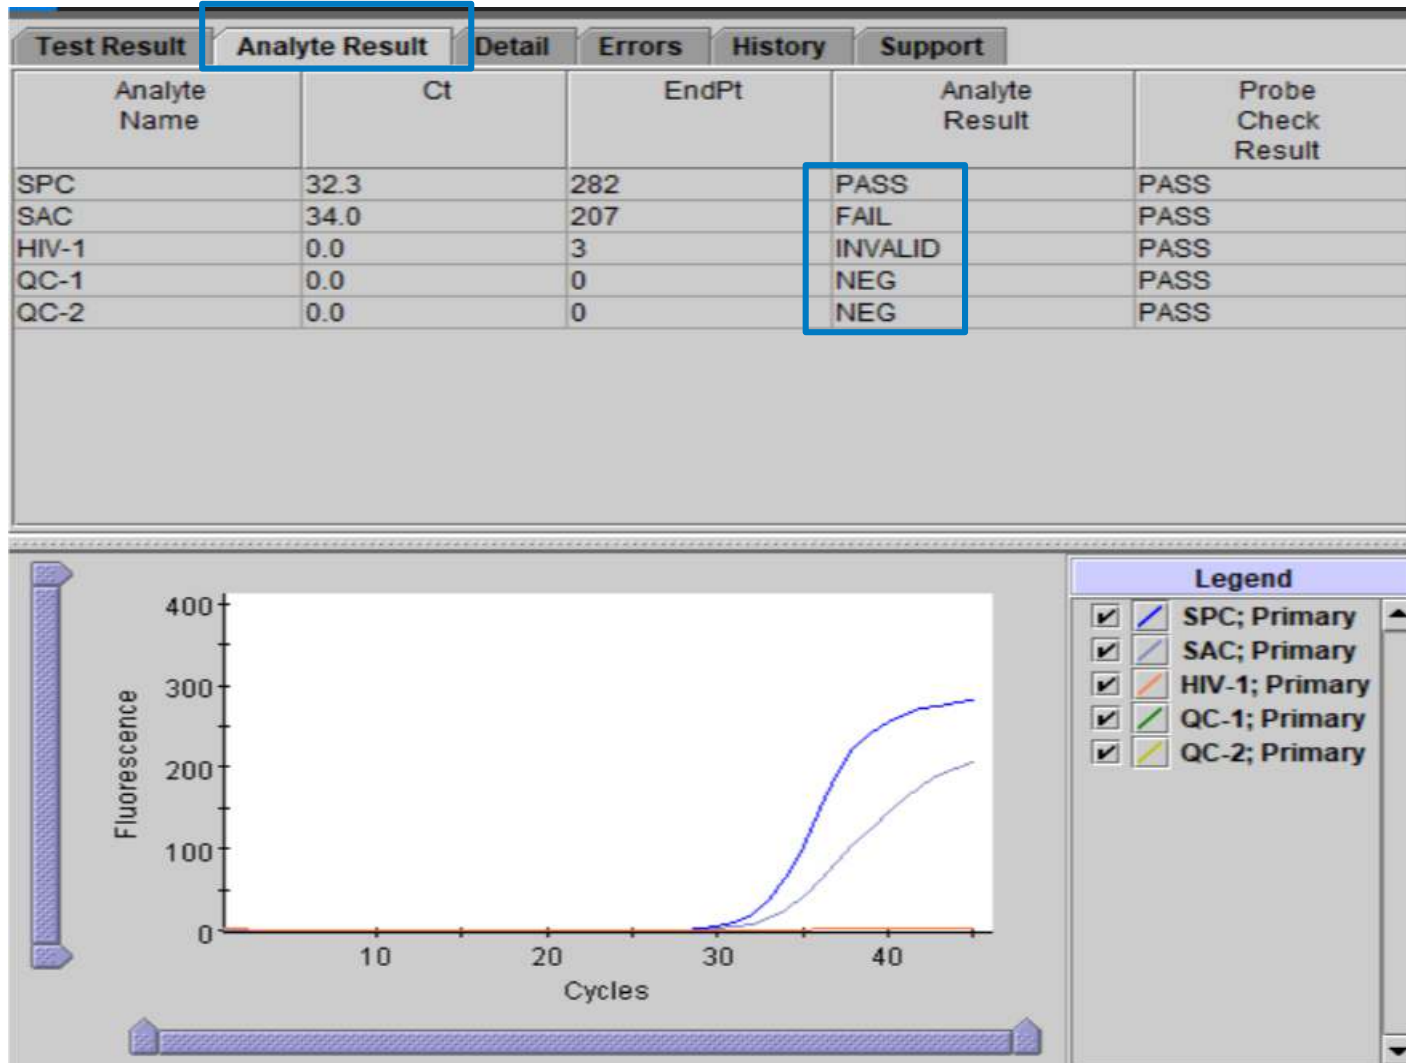 Test Result Analyte Result Detail Errors History Support
Analyte Name Ct EndPt Analyte Result Probe Check Result
SPC 32.3 282 PASS PASS
SAC 34.0 207 FAIL PASS
HIV-1 0.0 3 INVALID PASS
QC-1 0.0 0 NEG PASS
QC-2 0.0 0 NEG PASS
400
300
200
100
0
Fluorescence
10 20 30 40
Cycles
Legend
SPC; Primary
SAC; Primary
HIV-1; Primary
QC-1; Primary
QC-2; Primary